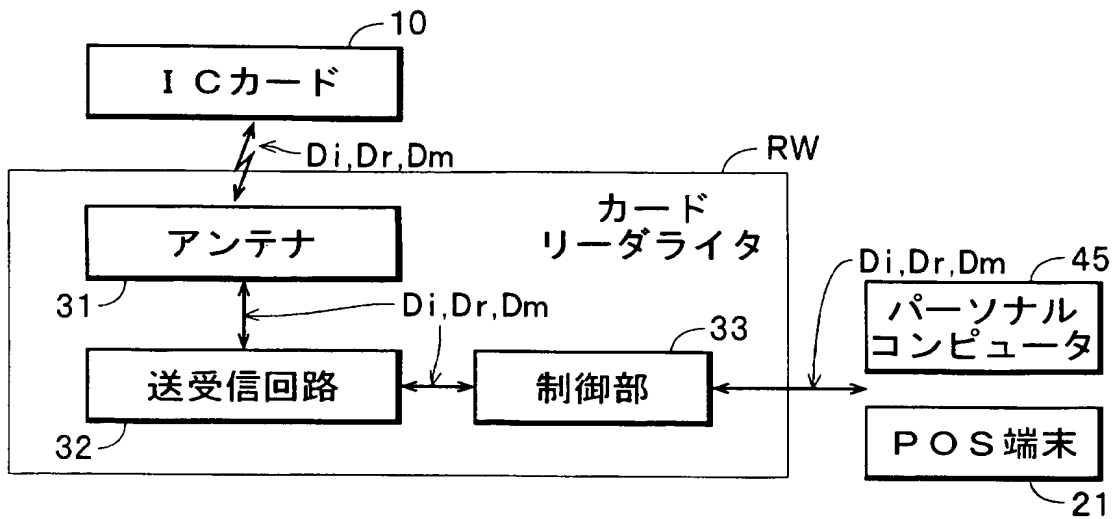 10
ICカード
Di,Dr,Dm
RW
カード
リーダライタ
アンテナ
31
Di,Dr,Dm
Di,Dr,Dm
45
パーソナル
コンピュータ
33
送受信回路
制御部
32
POS端末
21